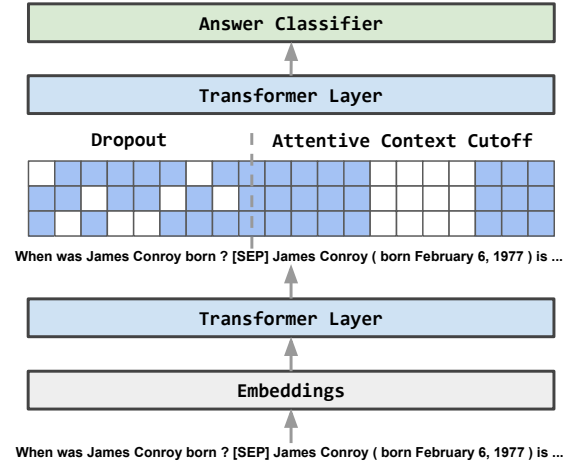 Answer Classifier
Transformer Layer
Dropout Attentive Context Cutoff
When was James Conroy born ? [SEP] James Conroy ( born February 6, 1977 ) is ...
Transformer Layer
Embeddings
When was James Conroy born ? [SEP] James Conroy ( born February 6, 1977 ) is ...